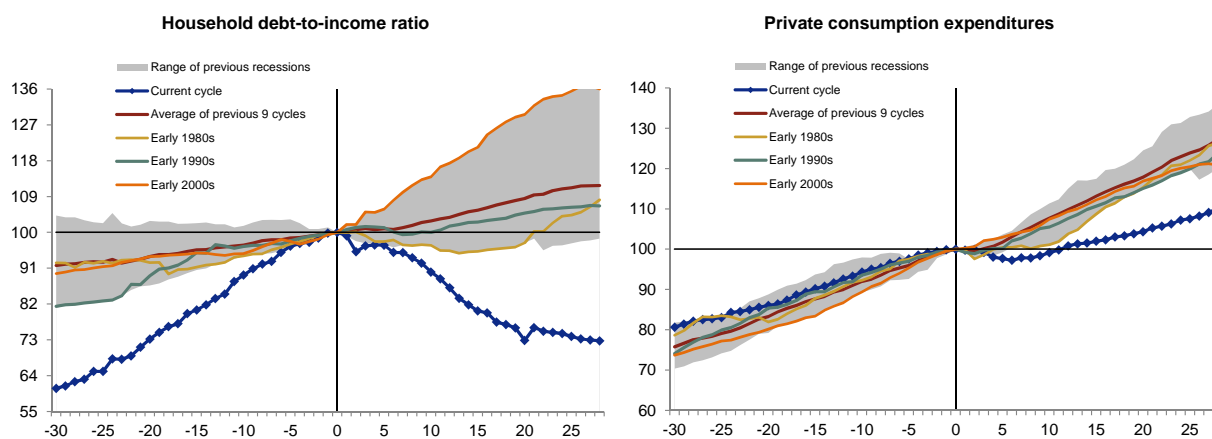 Household debt-to-income ratio
Range of previous recessions
Current cycle
Average of previous 9 cycles
Early 1980s
Early 1990s
Early 2000s
136
127
118
109
100
91
82
73
64
55
-30 -25 -20 -15 -10 -5 0 5 10 15 20 25
Private consumption expenditures
Range of previous recessions
Current cycle
Average of previous 9 cycles
Early 1980s
Early 1990s
Early 2000s
140
130
120
110
100
90
80
70
60
-30 -25 -20 -15 -10 -5 0 5 10 15 20 25